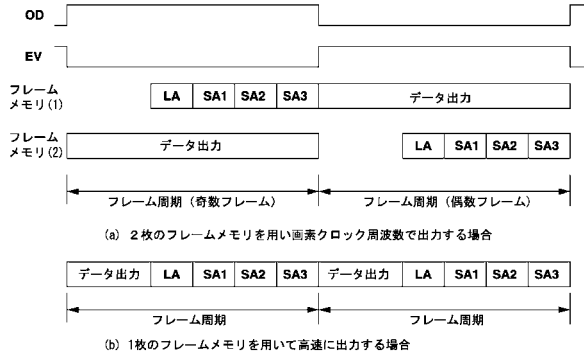 OD
EV
フレーム
メモリ(1)
LA SA1 SA2 SA3 データ出力
フレーム
メモリ(2)
データ出力 LA SA1 SA2 SA3
フレーム周期（奇数フレーム） フレーム周期（偶数フレーム）
(a) ２枚のフレームメモリを用い画素クロック周波数で出力する場合
データ出力 LA SA1 SA2 SA3 データ出力 LA SA1 SA2 SA3
フレーム周期 フレーム周期
(b) 1枚のフレームメモリを用いて高速に出力する場合